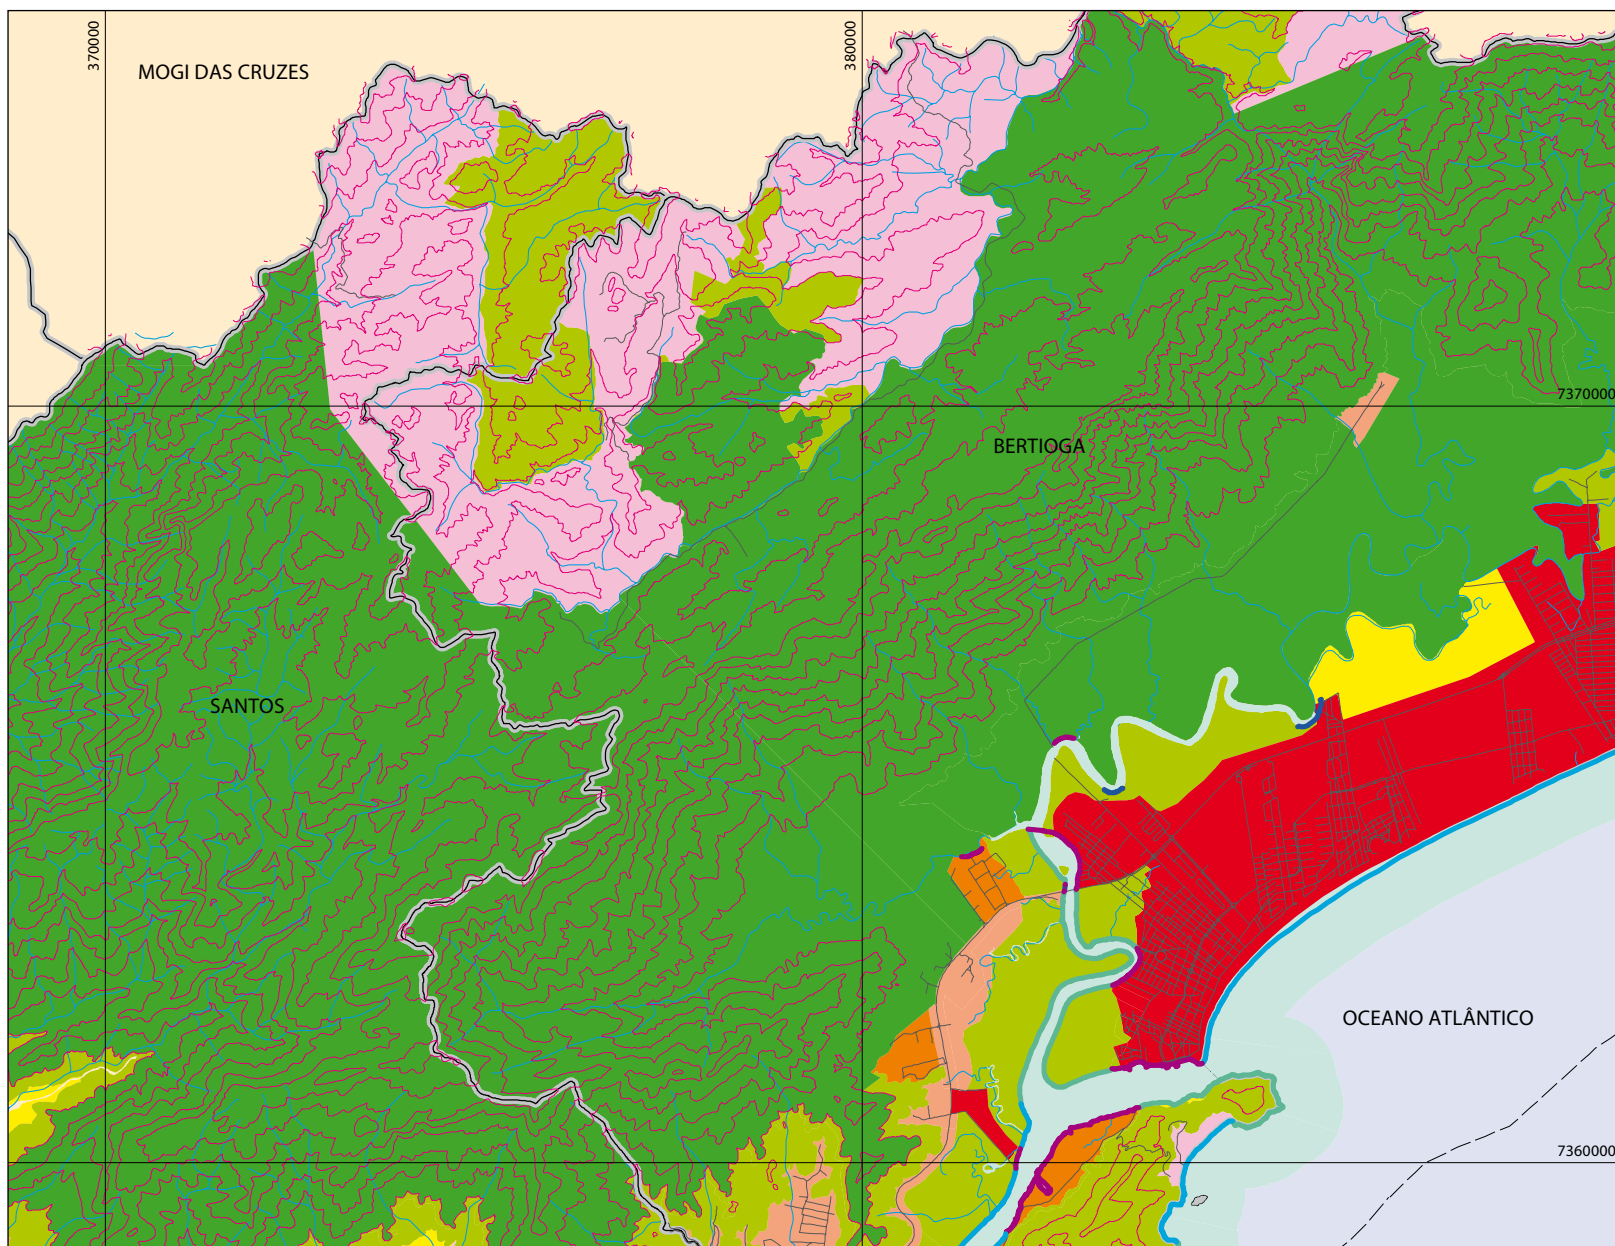 370000
380000
MOGI DAS CRUZES
7370000
BERTIOGA
SANTOS
OCEANO ATLÂNTICO
7360000